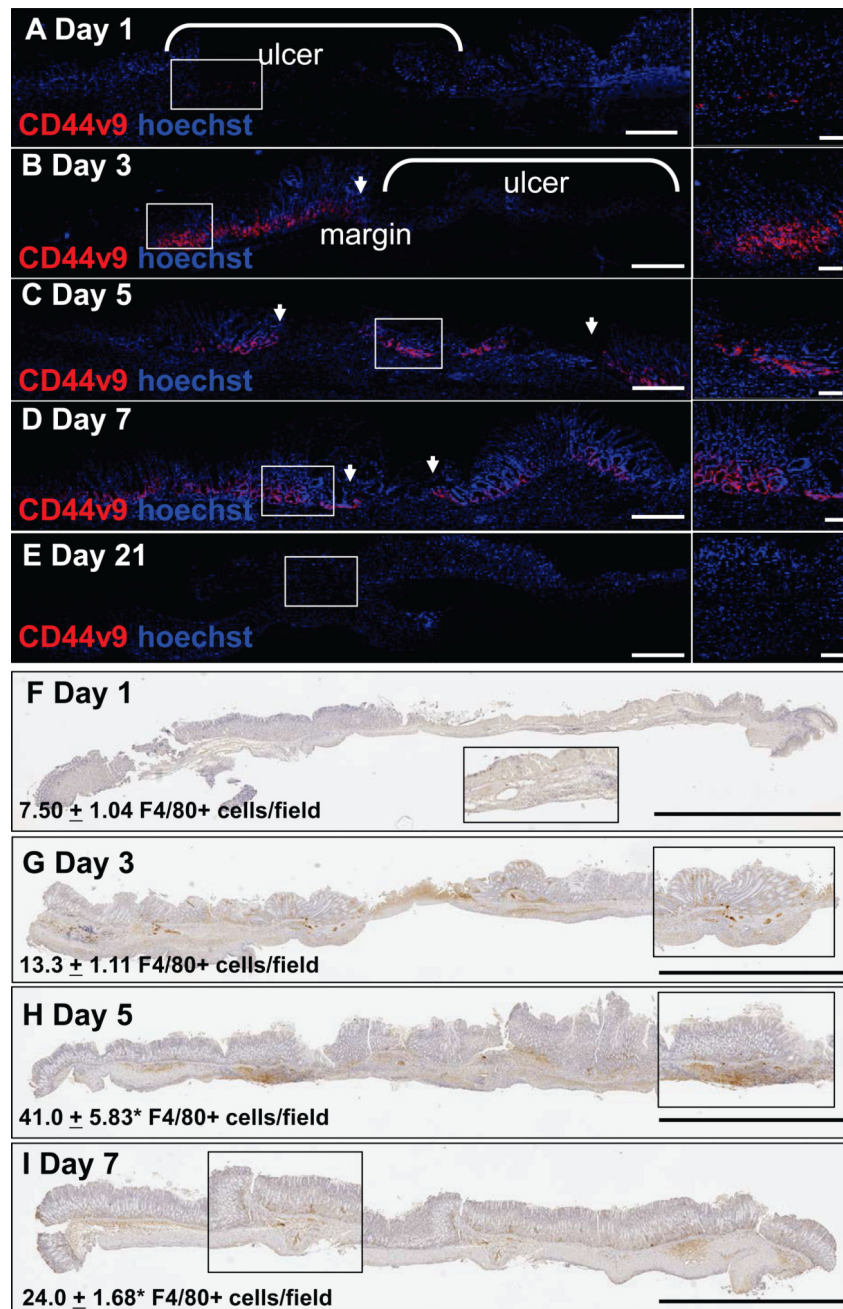 A Day 1
ulcer
CD44v9 hoechst
B Day 3
ulcer
margin
CD44v9 hoechst
C Day 5
CD44v9 hoechst
D Day 7
CD44v9 hoechst
E Day 21
CD44v9 hoechst
F Day 1
7.50 ± 1.04 F4/80+ cells/field
G Day 3
13.3 ± 1.11 F4/80+ cells/field
H Day 5
41.0 ± 5.83* F4/80+ cells/field
I Day 7
24.0 ± 1.68* F4/80+ cells/field